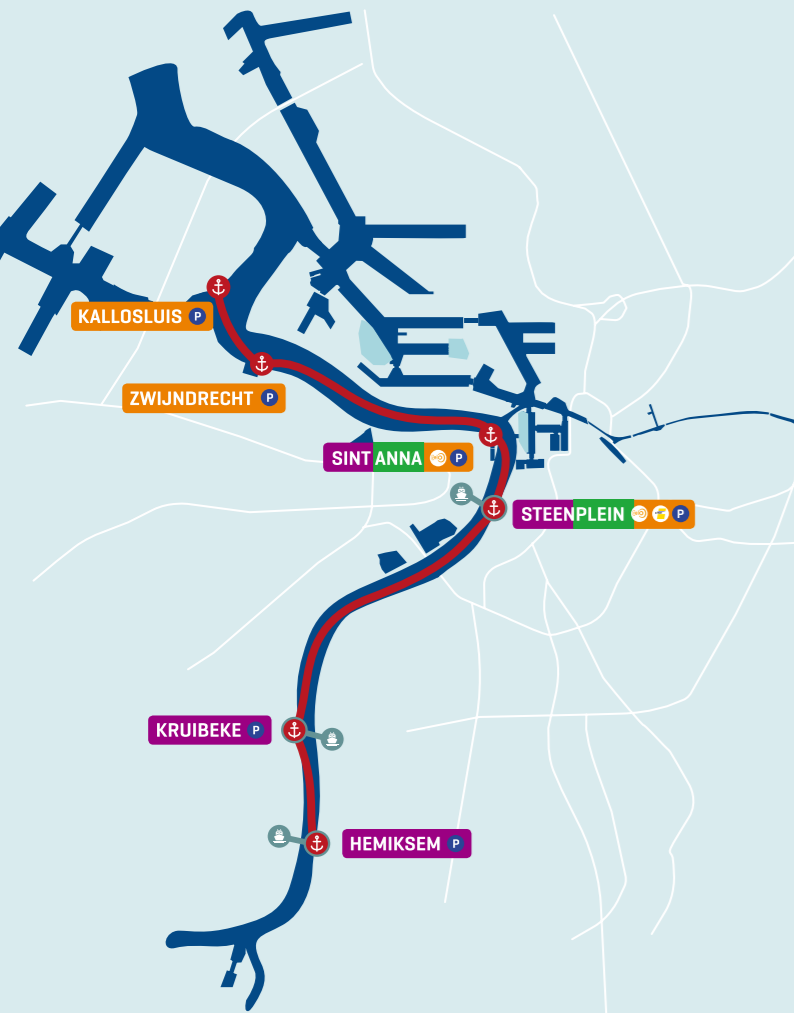 KALLOSLUIS P
ZWIJNDRECHT P
SINT ANNA P
STEENPLEIN P
KRUIBEKE P
HEMIKSEM P